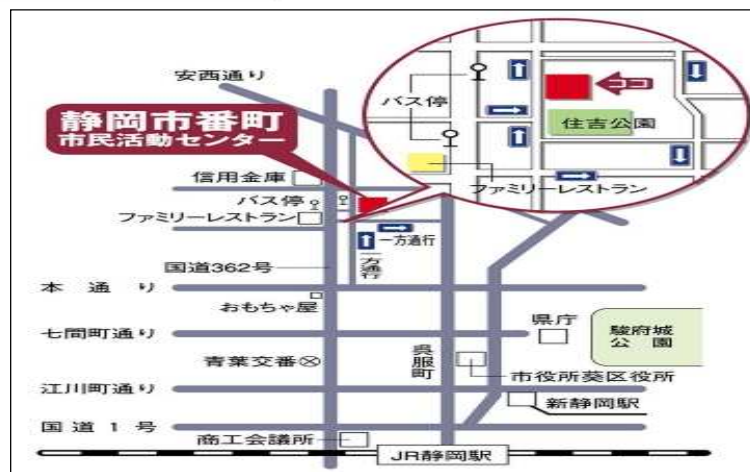 安西通り
静岡市番町
市民活動センター
バス停
ココ
住吉公園
ファミリーレストラン
信用金庫
バス停
ファミリーレストラン
一方通行
一方通行
国道362号
本通り
おもちゃ屋
七間町通り
県庁
駿府城
公園
呉服町
青葉交番
市役所葵区役所
江川町通り
新静岡駅
国道1号
商工会議所
JR静岡駅